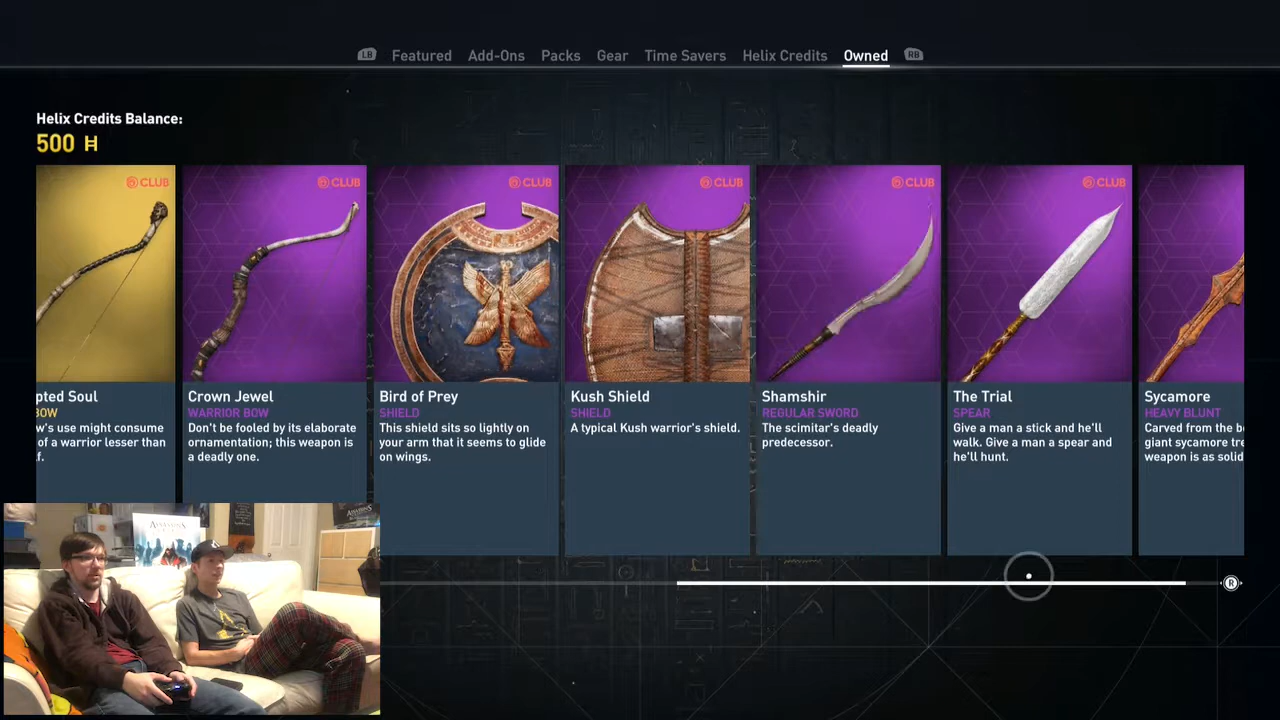 LB Featured Add-Ons Packs Gear Time Savers Helix Credits Owned RB
Helix Credits Balance:
500 H
CLUB
pted Soul
BOW
w's use might consume
of a warrior lesser than
f.
CLUB
Crown Jewel
WARRIOR BOW
Don't be fooled by its elaborate
ornamentation; this weapon is
a deadly one.
CLUB
Bird of Prey
SHIELD
This shield sits so lightly on
your arm that it seems to glide
on wings.
CLUB
Kush Shield
SHIELD
A typical Kush warrior's shield.
CLUB
Shamshir
REGULAR SWORD
The scimitar's deadly
predecessor.
CLUB
The Trial
SPEAR
Give a man a stick and he'll
walk. Give a man a spear and
he'll hunt.
Sycamore
HEAVY BLUNT
Carved from the b
giant sycamore tre
weapon is as solid
R
ASSASSIN'S